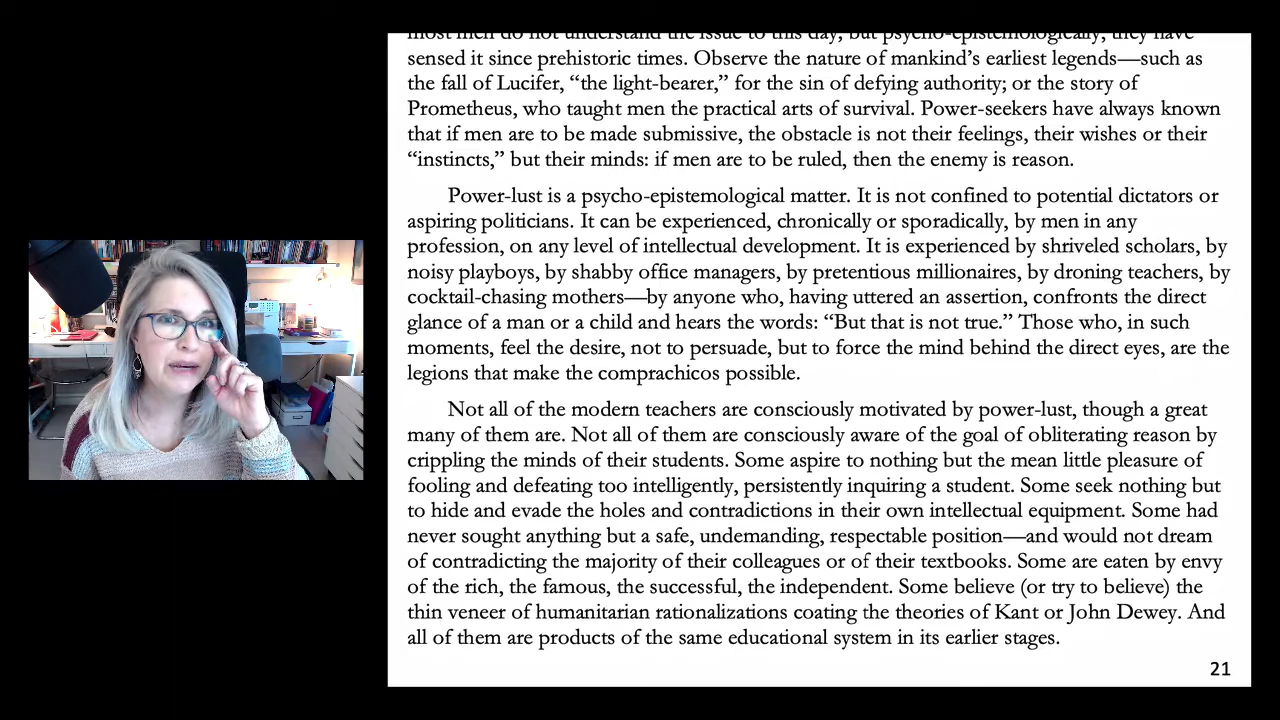 most men do not understand the issue to this day, but psycho-epistemologically, they have
sensed it since prehistoric times. Observe the nature of mankind’s earliest legends—such as
the fall of Lucifer, “the light-bearer,” for the sin of defying authority; or the story of
Prometheus, who taught men the practical arts of survival. Power-seekers have always known
that if men are to be made submissive, the obstacle is not their feelings, their wishes or their
“instincts,” but their minds: if men are to be ruled, then the enemy is reason.
Power-lust is a psycho-epistemological matter. It is not confined to potential dictators or
aspiring politicians. It can be experienced, chronically or sporadically, by men in any
profession, on any level of intellectual development. It is experienced by shriveled scholars, by
noisy playboys, by shabby office managers, by pretentious millionaires, by droning teachers, by
cocktail-chasing mothers—by anyone who, having uttered an assertion, confronts the direct
glance of a man or a child and hears the words: “But that is not true.” Those who, in such
moments, feel the desire, not to persuade, but to force the mind behind the direct eyes, are the
legions that make the comprachicos possible.
Not all of the modern teachers are consciously motivated by power-lust, though a great
many of them are. Not all of them are consciously aware of the goal of obliterating reason by
crippling the minds of their students. Some aspire to nothing but the mean little pleasure of
fooling and defeating too intelligently, persistently inquiring a student. Some seek nothing but
to hide and evade the holes and contradictions in their own intellectual equipment. Some had
never sought anything but a safe, undemanding, respectable position—and would not dream
of contradicting the majority of their colleagues or of their textbooks. Some are eaten by envy
of the rich, the famous, the successful, the independent. Some believe (or try to believe) the
thin veneer of humanitarian rationalizations coating the theories of Kant or John Dewey. And
all of them are products of the same educational system in its earlier stages.
21